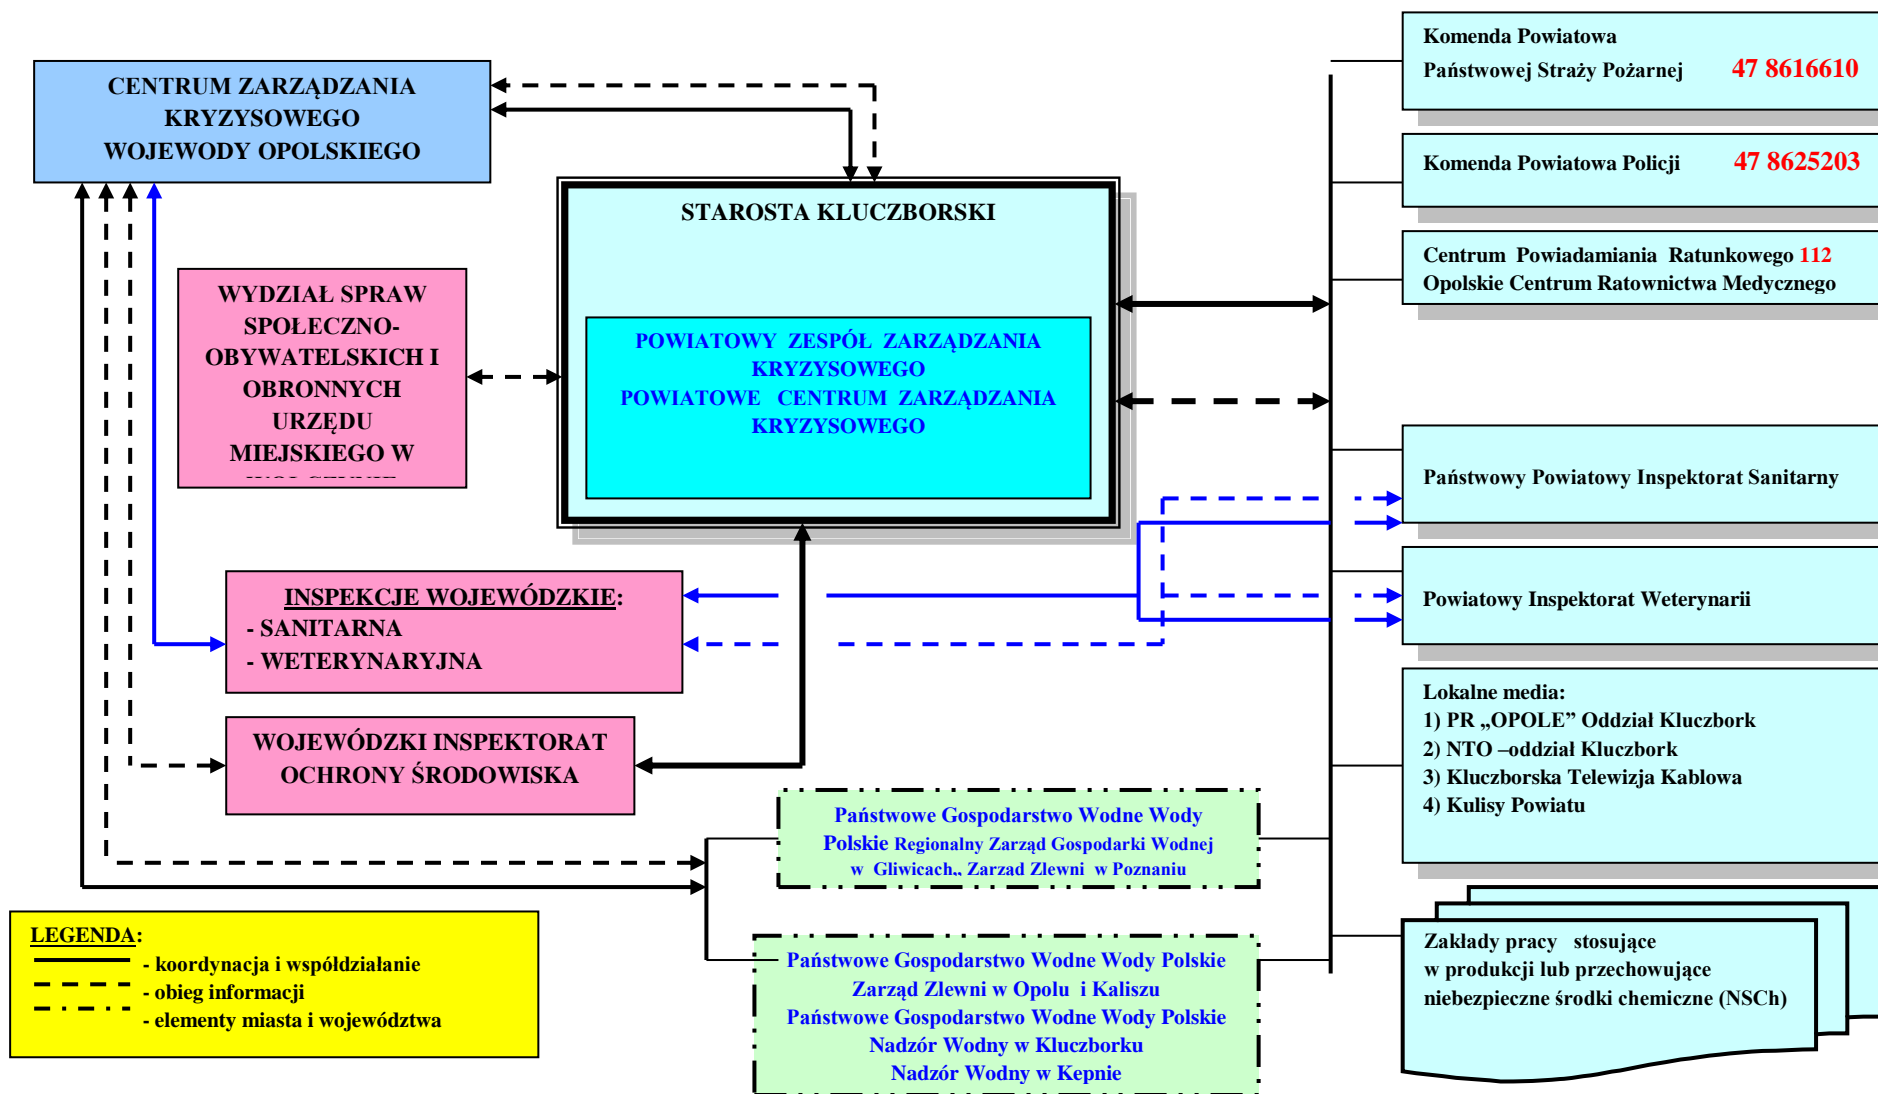 CENTRUM ZARZĄDZANIA
KRYZYSOWEGO
WOJEWODY OPOLSKIEGO
STAROSTA KLUCZBORSKI
POWIATOWY ZESPÓŁ ZARZĄDZANIA
KRYZYSOWEGO
POWIATOWE CENTRUM ZARZĄDZANIA
KRYZYSOWEGO
WYDZIAŁ SPRAW
SPOŁECZNO-
OBYWATELSKICH I
OBRONNYCH
URZĘDU
MIEJSKIEGO W
INSPEKCJE WOJEWÓDZKIE:
- SANITARNA
- WETERYNARYJNA
WOJEWÓDZKI INSPEKTORAT
OCHRONY ŚRODOWISKA
Państwowe Gospodarstwo Wodne Wody
Polskie Regionalny Zarząd Gospodarki Wodnej
w Gliwicach,, Zarzad Zlewni w Poznaniu
Państwowe Gospodarstwo Wodne Wody Polskie
Zarząd Zlewni w Opolu i Kaliszu
Państwowe Gospodarstwo Wodne Wody Polskie
Nadzór Wodny w Kluczborku
Nadzór Wodny w Kepnie
LEGENDA:
- koordynacja i współdziałanie
- obieg informacji
- elementy miasta i województwa
Komenda Powiatowa
Państwowej Straży Pożarnej 47 8616610
Komenda Powiatowa Policji 47 8625203
Centrum Powiadamiania Ratunkowego 112
Opolskie Centrum Ratownictwa Medycznego
Państwowy Powiatowy Inspektorat Sanitarny
Powiatowy Inspektorat Weterynarii
Lokalne media:
1) PR „OPOLE” Oddział Kluczbork
2) NTO –oddział Kluczbork
3) Kluczborska Telewizja Kablowa
4) Kulisy Powiatu
Zakłady pracy stosujące
w produkcji lub przechowujące
niebezpieczne środki chemiczne (NSCh)